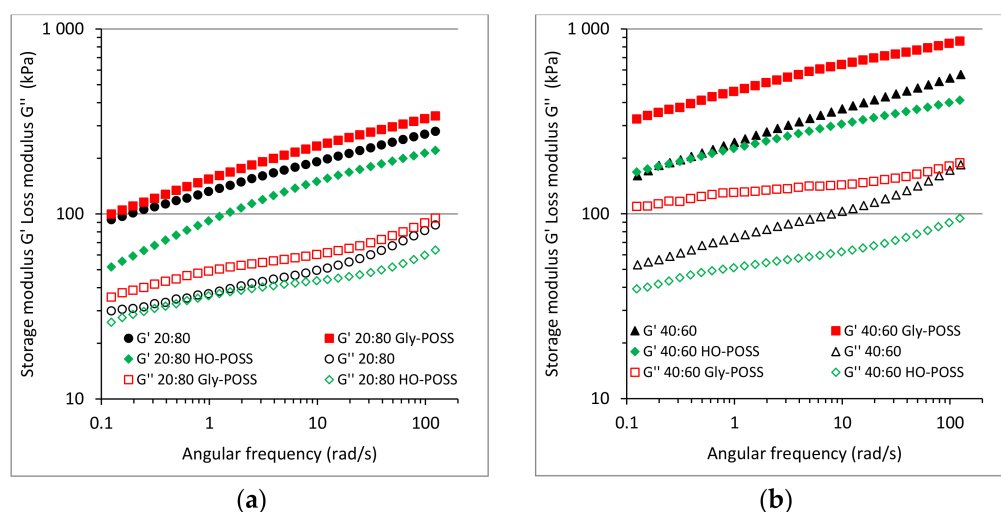 Storage modulus G' Loss modulus G'' (kPa)
1 000
100
10
G' 20:80
G' 20:80 Gly-POSS
G' 20:80 HO-POSS
G'' 20:80
G'' 20:80 Gly-POSS
G'' 20:80 HO-POSS
0.1
1
10
100
Angular frequency (rad/s)
(a)
Storage modulus G' Loss modulus G'' (kPa)
1 000
100
10
G' 40:60
G' 40:60 Gly-POSS
G' 40:60 HO-POSS
G'' 40:60
G'' 40:60 Gly-POSS
G'' 40:60 HO-POSS
0.1
1
10
100
Angular frequency (rad/s)
(b)